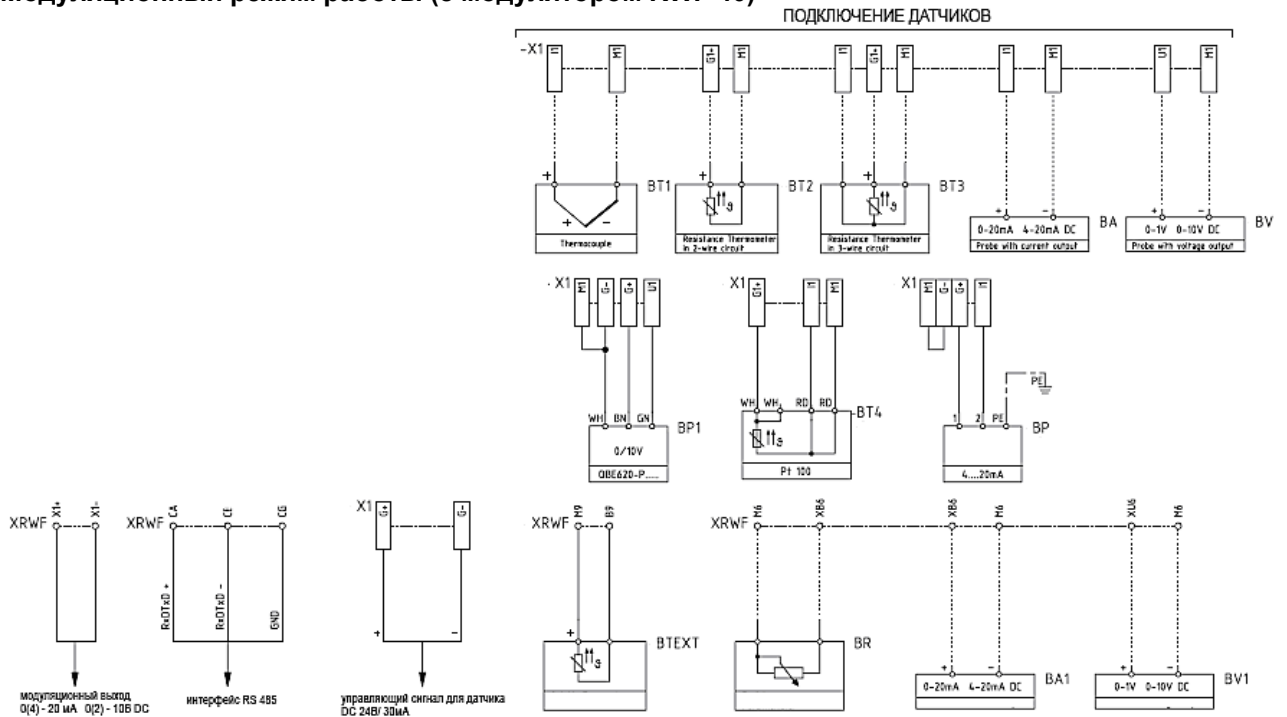 ПОДКЛЮЧЕНИЕ ДАТЧИКОВ
-X1 I1 M1 G1+ M1 I1 G1+ M1 I1 M1 U1 M1
+ + +
BT1 BT2 BT3
+ - + - + -
0-20mA 4-20mA DC BA 0-1V 0-10V DC BV
Thermocouple
Resistance Thermometer in 2-wire circuit
Resistance Thermometer in 3-wire circuit
Probe with current output
Probe with voltage output
X1 M1 G- G+ U1
X1 G1+ I1 M1
X1 M1 G- G+ I1
PE
WH BN GN BP1
WH WH RD RD BT4
1 2 PE BP
0/10V
QBE620-P.....
Pt 100
4....20mA
XRWF X1+ X1-
XRWF CA CE CG
X1 G+ G-
XRWF M9 B9
XRWF M6 XB6 XB6 M6 XU6 M6
RxDTxD +
RxDTxD -
GND
+ -
+ BTEXT
BR
+ -
0-20mA 4-20mA DC BA1
+ -
0-1V 0-10V DC BV1
модуляционный выход
0(4) - 20 мА 0(2) - 10В DC
интерфейс RS 485
управляющий сигнал для датчика
DC 24В/ 30мА